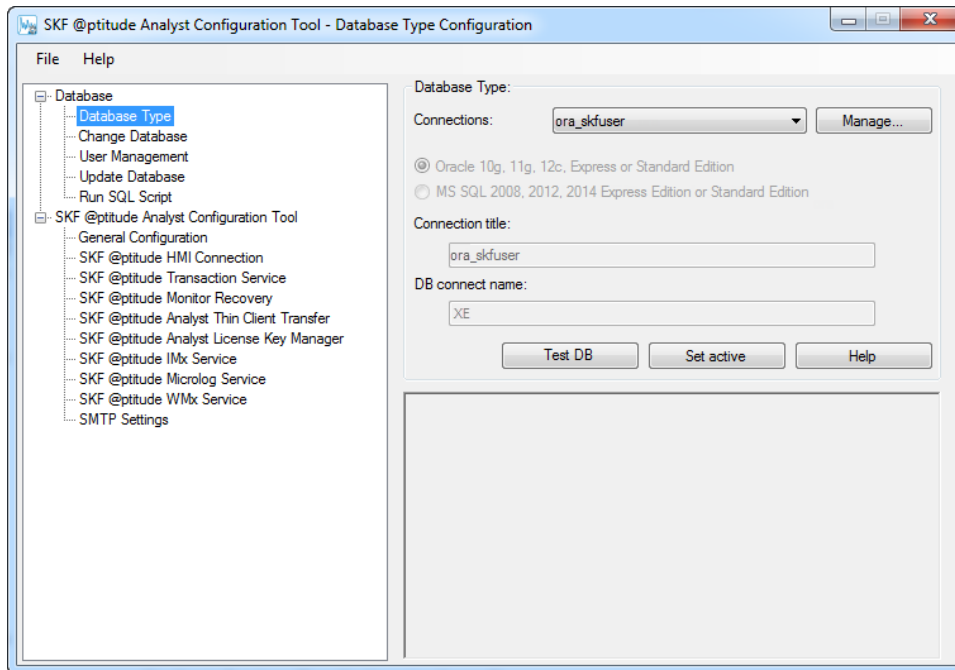 SKF @ptitude Analyst Configuration Tool - Database Type Configuration
File Help
Database
Database Type
Change Database
User Management
Update Database
Run SQL Script
SKF @ptitude Analyst Configuration Tool
General Configuration
SKF @ptitude HMI Connection
SKF @ptitude Transaction Service
SKF @ptitude Monitor Recovery
SKF @ptitude Analyst Thin Client Transfer
SKF @ptitude Analyst License Key Manager
SKF @ptitude IMx Service
SKF @ptitude Microlog Service
SKF @ptitude WMx Service
SMTP Settings
Database Type:
Connections: ora_skfuser Manage...
Oracle 10g, 11g, 12c, Express or Standard Edition
MS SQL 2008, 2012, 2014 Express Edition or Standard Edition
Connection title:
ora_skfuser
DB connect name:
XE
Test DB Set active Help